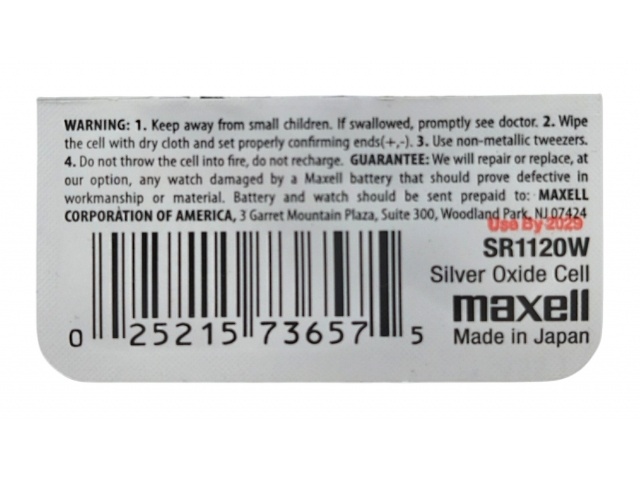 WARNING: 1. Keep away from small children. If swallowed, promptly see doctor. 2. Wipe
the cell with dry cloth and set properly confirming ends(+,-). 3. Use non-metallic tweezers.
4. Do not throw the cell into fire, do not recharge. GUARANTEE: We will repair or replace, at
our option, any watch damaged by a Maxell battery that should prove defective in
workmanship or material. Battery and watch should be sent prepaid to: MAXELL
CORPORATION OF AMERICA, 3 Garret Mountain Plaza, Suite 300, Woodland Park, NJ 07424
Use By 2029
SR1120W
Silver Oxide Cell
maxell
Made in Japan
0 25215 73657 5